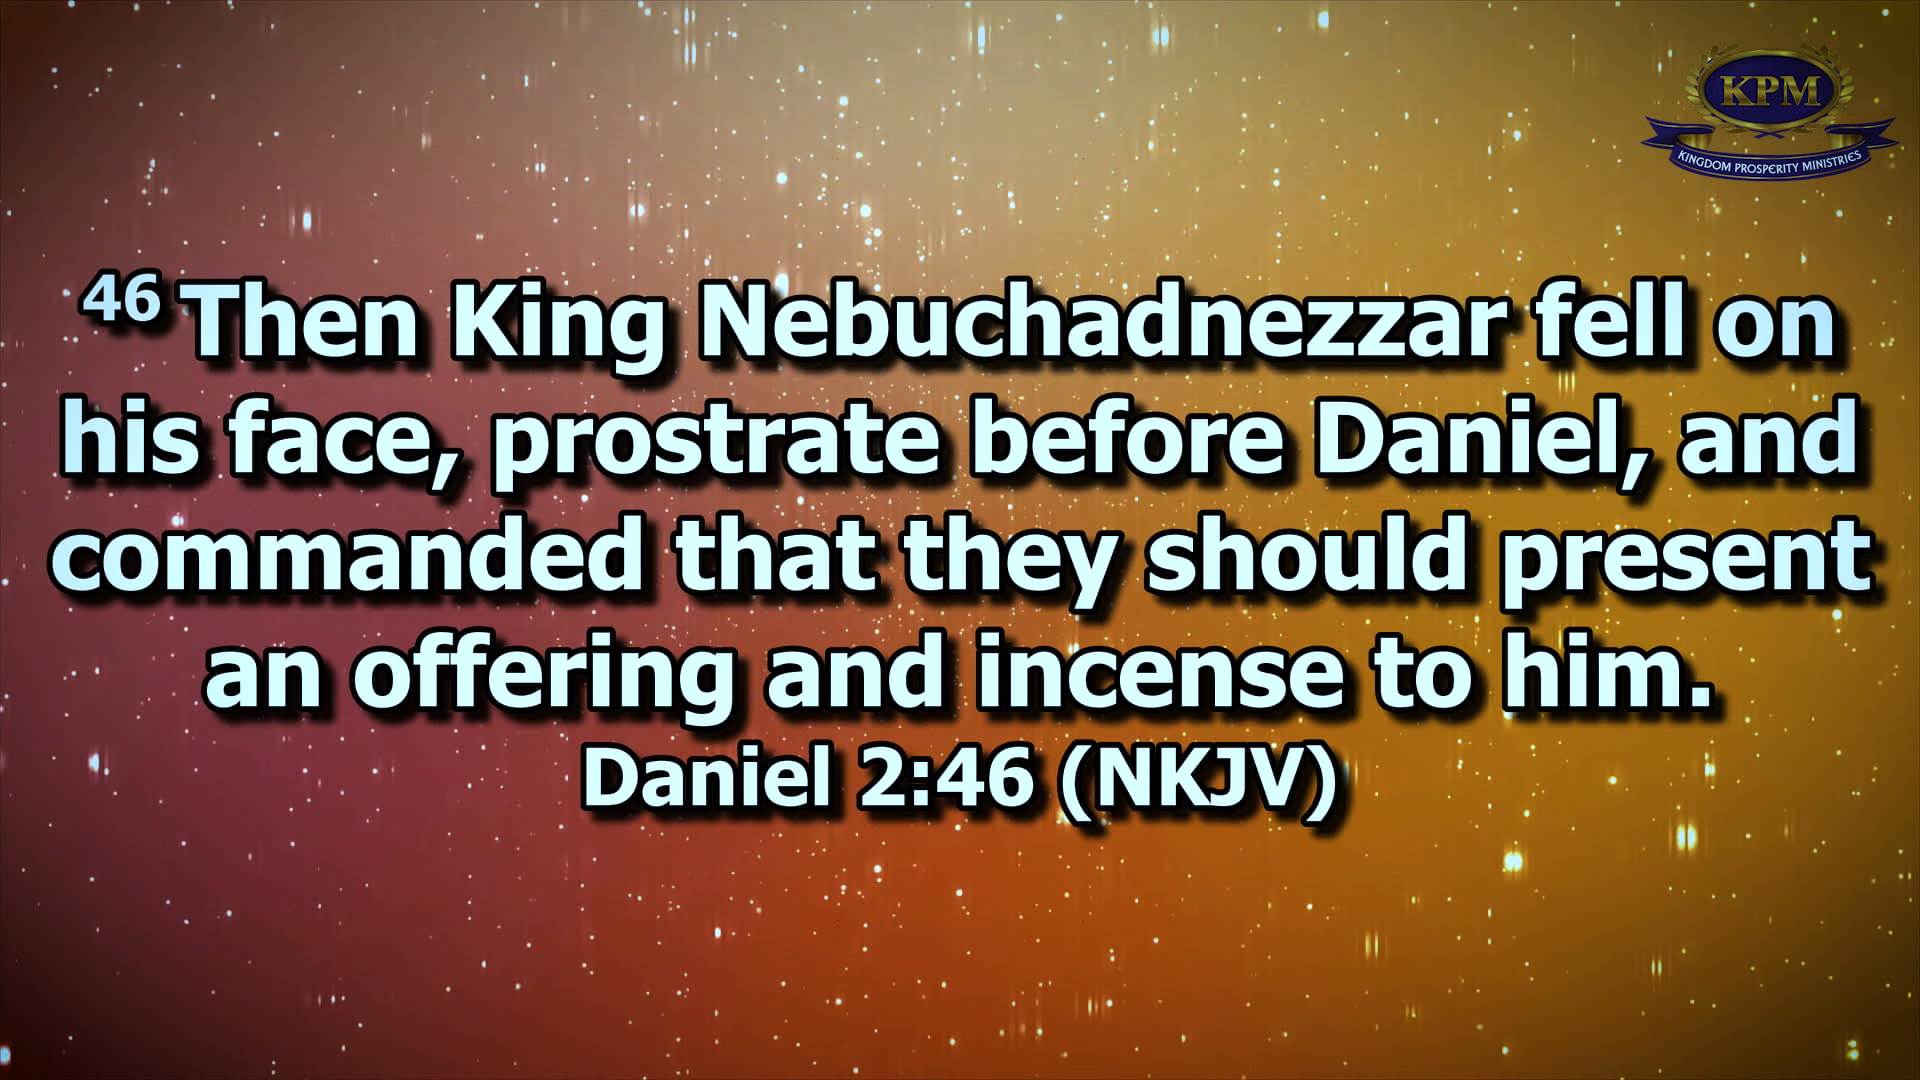 KPM
KINGDOM PROSPERITY MINISTRIES
46 Then King Nebuchadnezzar fell on
his face, prostrate before Daniel, and
commanded that they should present
an offering and incense to him.
Daniel 2:46 (NKJV)